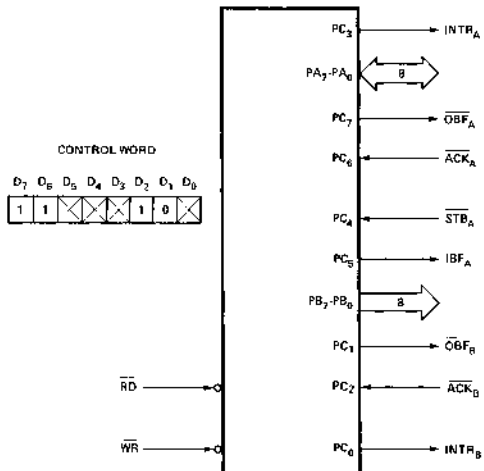 PC3 INTRA
PA7-PA0 8
PC7 OBFA
CONTROL WORD
PC6 ACKA
D7 D6 D5 D4 D3 D2 D1 D0
1 1 1 0
PC4 STBA
PC5 IBFA
PB7-PB0 8
PC1 OBFB
RD PC2 ACKB
WR PC0 INTRB